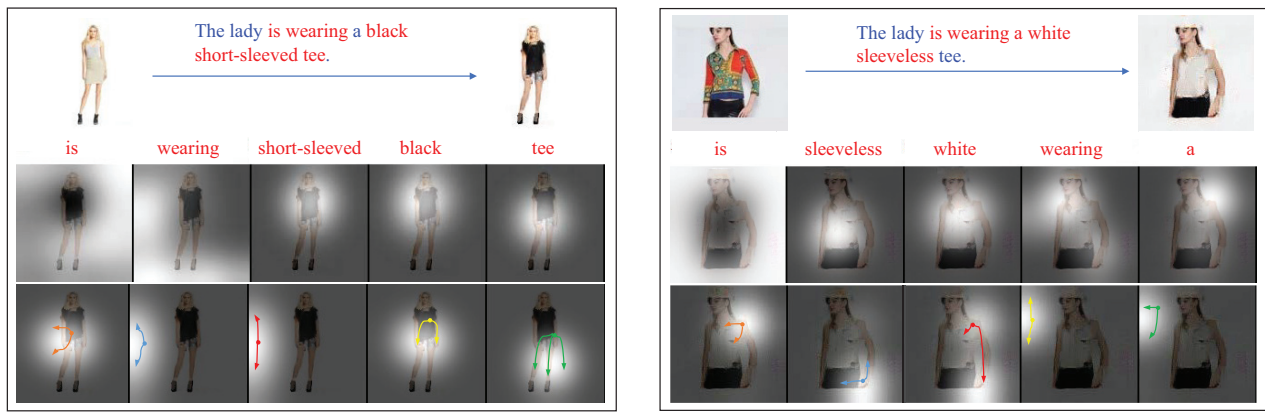 The lady is wearing a black
short-sleeved tee.
is wearing short-sleeved black tee
The lady is wearing a white
sleeveless tee.
is sleeveless white wearing a